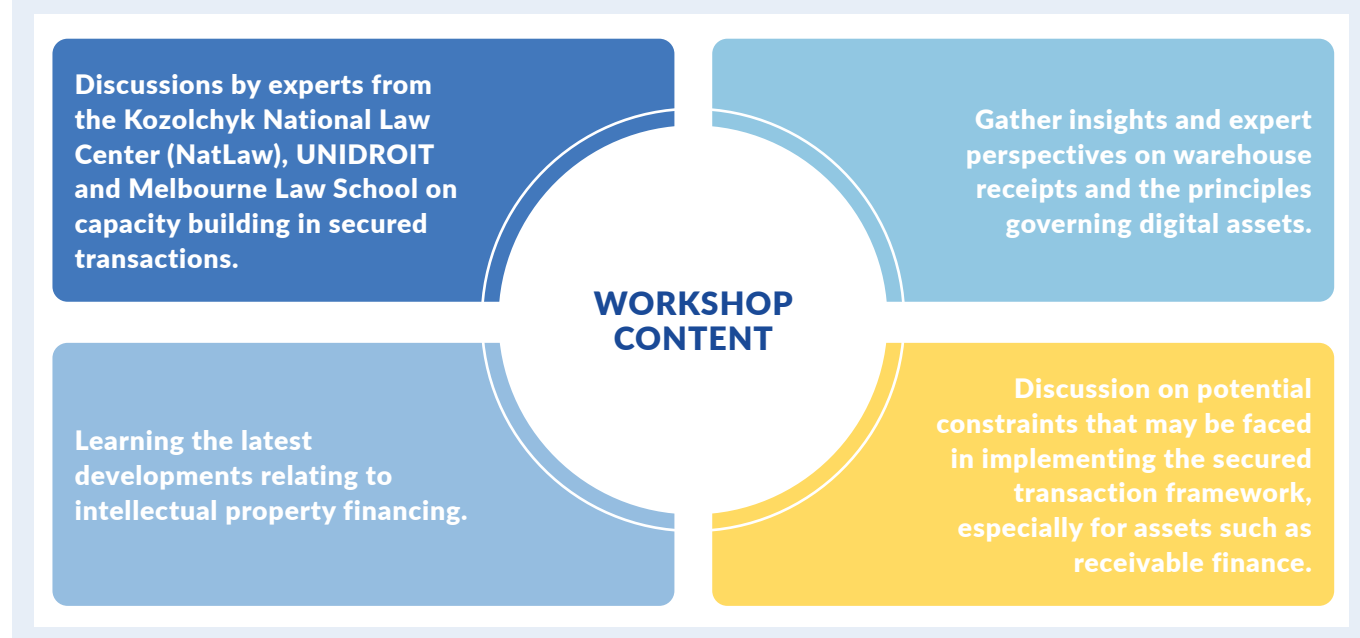 Discussions by experts from
the Kozolchyk National Law
Center (NatLaw), UNIDROIT
and Melbourne Law School on
capacity building in secured
transactions.
Gather insights and expert
perspectives on warehouse
receipts and the principles
governing digital assets.
WORKSHOP
CONTENT
Learning the latest
developments relating to
intellectual property financing.
Discussion on potential
constraints that may be faced
in implementing the secured
transaction framework,
especially for assets such as
receivable finance.